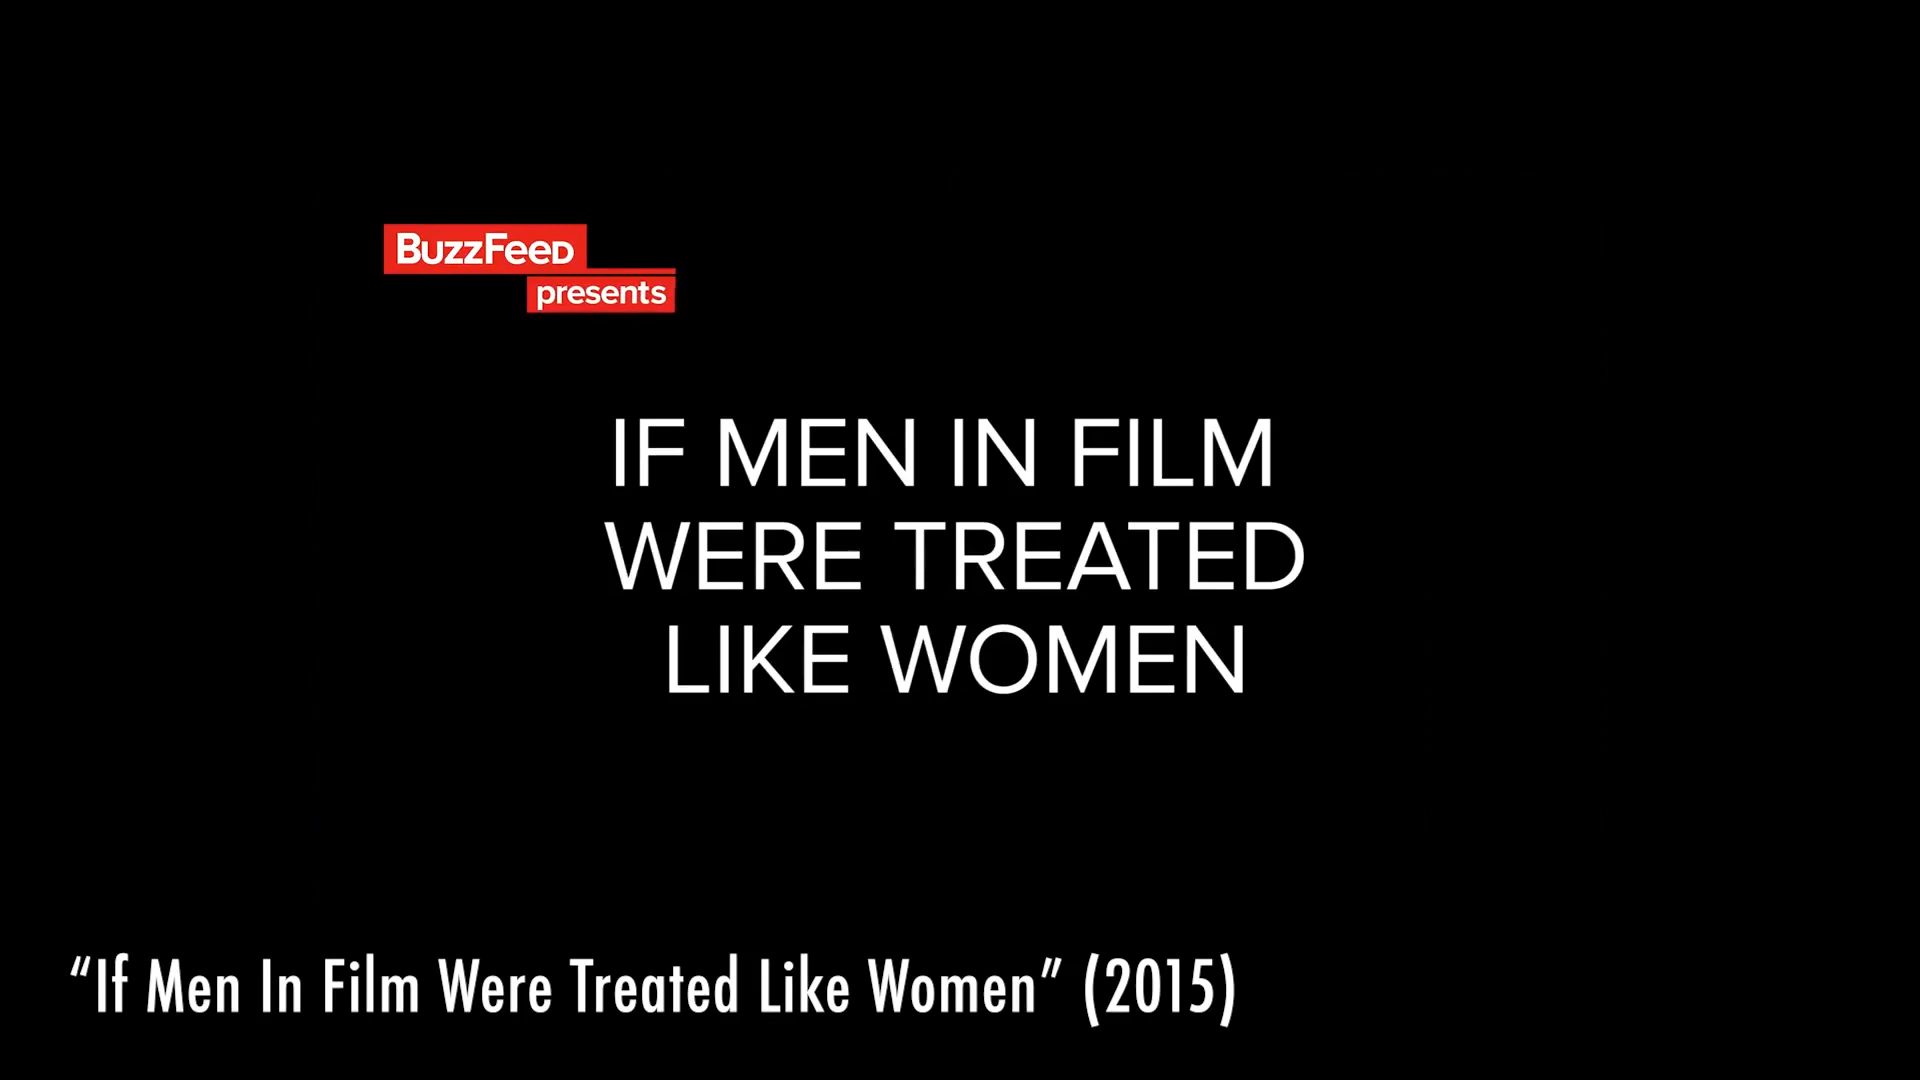 BuzzFeed
presents
IF MEN IN FILM
WERE TREATED
LIKE WOMEN
“If Men In Film Were Treated Like Women” (2015)